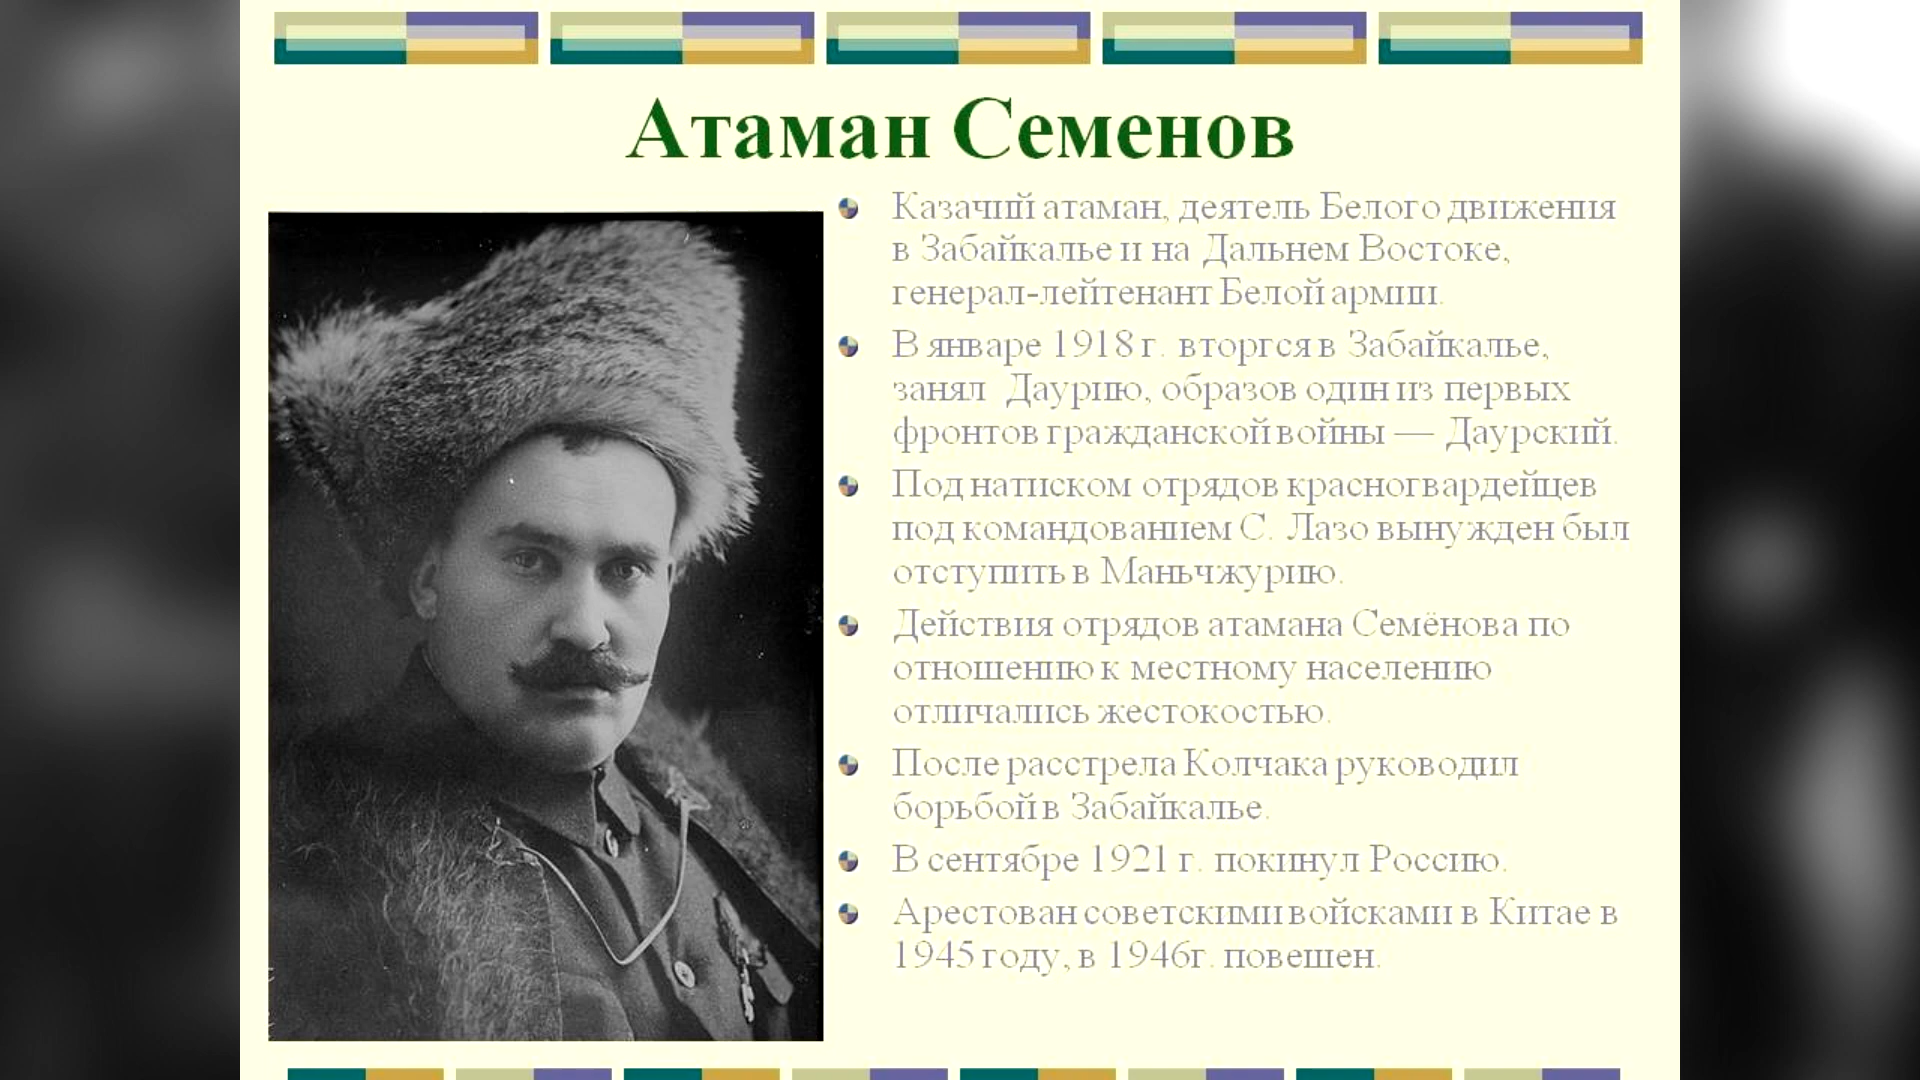 Атаман Семенов
Казачий атаман, деятель Белого движения
в Забайкалье и на Дальнем Востоке,
генерал-лейтенант Белой армии.
В январе 1918 г. вторгся в Забайкалье,
занял Даурию, образов один из первых
фронтов гражданской войны — Даурский.
Под натиском отрядов красногвардейцев
под командованием С. Лазо вынужден был
отступить в Маньчжурию.
Действия отрядов атамана Семёнова по
отношению к местному населению
отличались жестокостью.
После расстрела Колчака руководил
борьбой в Забайкалье.
В сентябре 1921 г. покинул Россию.
Арестован советскими войсками в Китае в
1945 году, в 1946г. повешен.